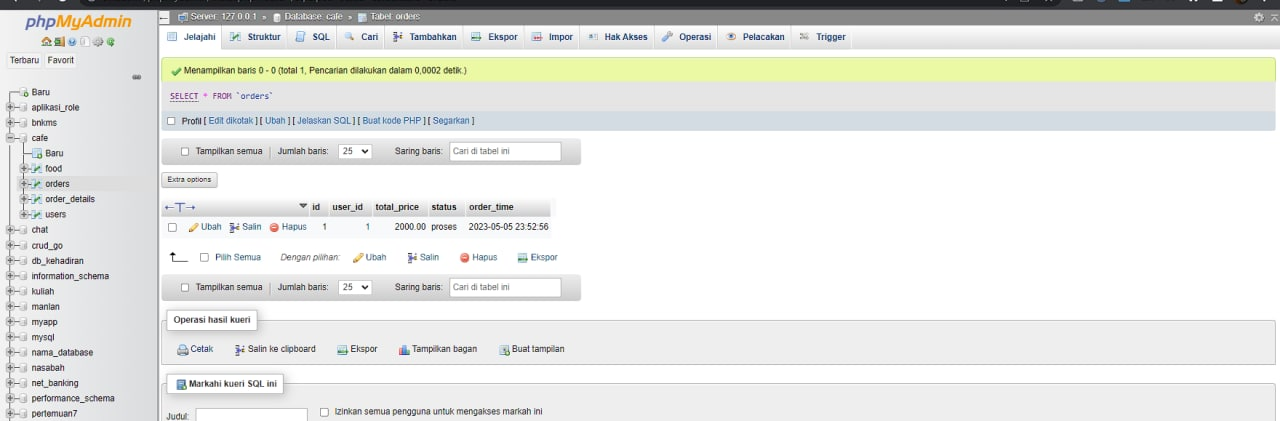 phpMyAdmin
Terbaru Favorit
Baru
aplikasi_role
bnkms
cafe
Baru
food
orders
order_details
users
chat
crud_go
db_kehadiran
information_schema
kuliah
manlan
myapp
mysql
nama_database
nasabah
net_banking
performance_schema
pertemuan7
Server: 127.0.0.1 » Database: cafe » Tabel: orders
Jelajahi Struktur SQL Cari Tambahkan Ekspor Impor Hak Akses Operasi Pelacakan Trigger
Menampilkan baris 0 - 0 (total 1, Pencarian dilakukan dalam 0,0002 detik.)
SELECT * FROM `orders`
Profil [ Edit dikotak ] [ Ubah ] [ Jelaskan SQL ] [ Buat kode PHP ] [ Segarkan ]
Tampilkan semua | Jumlah baris: 25 Saring baris: Cari di tabel ini
Extra options
←T→ id user_id total_price status order_time
Ubah Salin Hapus 1 1 2000.00 proses 2023-05-05 23:52:56
Pilih Semua Dengan pilihan: Ubah Salin Hapus Ekspor
Tampilkan semua | Jumlah baris: 25 Saring baris: Cari di tabel ini
Operasi hasil kueri
Cetak Salin ke clipboard Ekspor Tampilkan bagan Buat tampilan
Markahi kueri SQL ini
Judul: Izinkan semua pengguna untuk mengakses markah ini